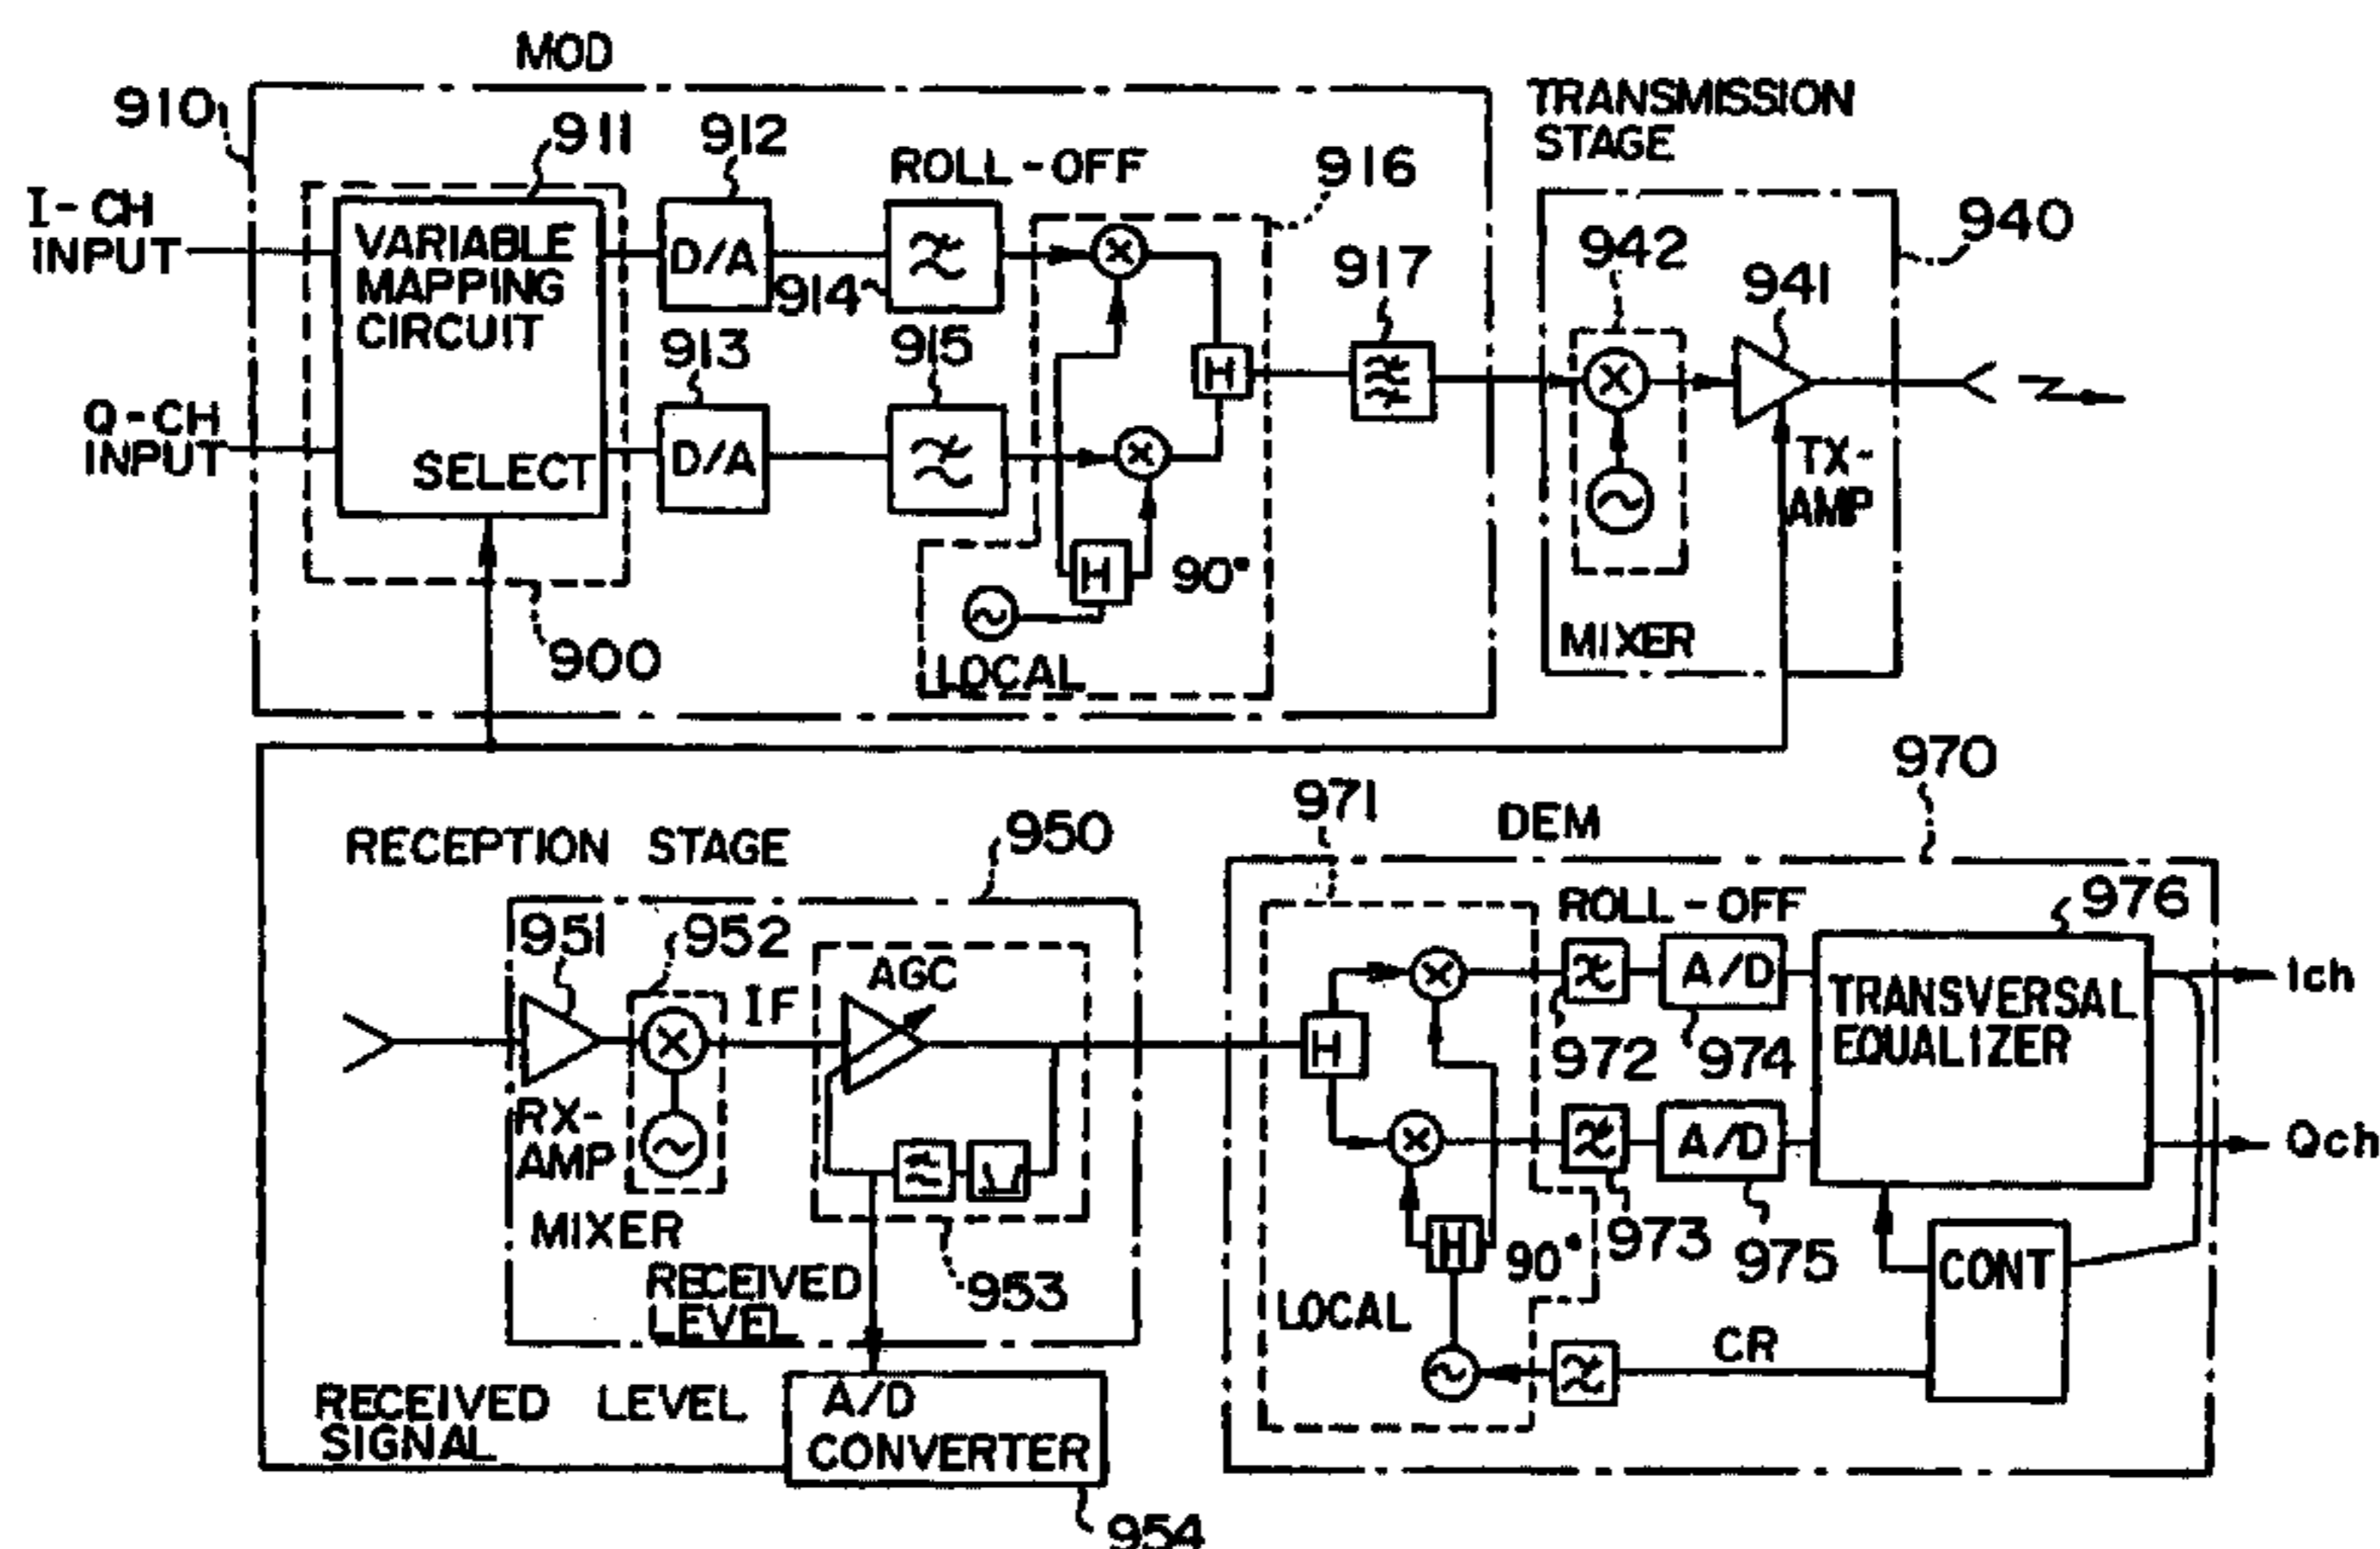 MOD
910
911
912
ROLL-OFF
916
TRANSMISSION
STAGE
I-CH
INPUT
VARIABLE
MAPPING
CIRCUIT
SELECT
D/A
914
917
942
941
940
913
915
Q-CH
INPUT
D/A
H
H
90°
LOCAL
900
TX-
AMP
MIXER
RECEPTION STAGE
950
971
DEM
970
951
952
IF
AGC
ROLL-OFF
976
RX-
AMP
MIXER
RECEIVED
LEVEL
953
H
972
A/D
974
TRANSVERSAL
EQUALIZER
Ich
Qch
A/D
H
90°
973
975
CONT
LOCAL
CR
RECEIVED LEVEL
SIGNAL
A/D
CONVERTER
954